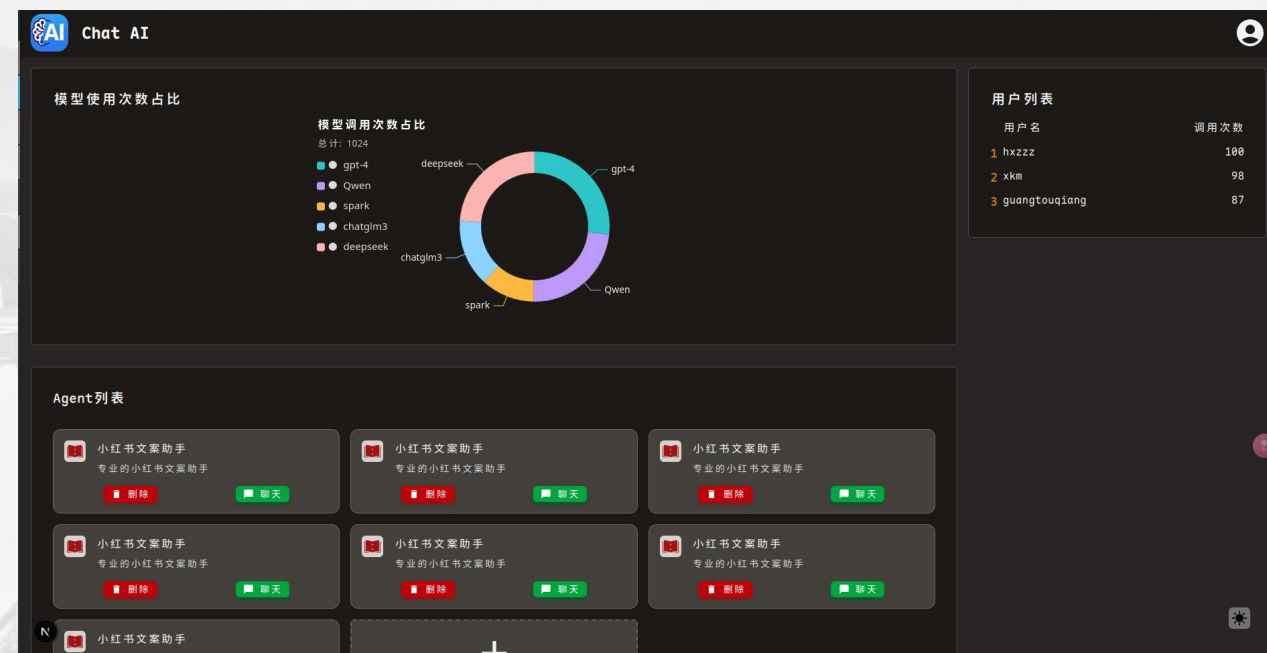 AI Chat AI
模型使用次数占比
模型调用次数占比
总计: 1024
gpt-4
Qwen
spark
chatglm3
deepseek
deepseek
gpt-4
chatglm3
Qwen
spark
用户列表
用户名 调用次数
1 hxzzz 100
2 xkm 98
3 guangtouqiang 87
Agent列表
小红书文案助手 小红书文案助手 小红书文案助手
专业的小红书文案助手 专业的小红书文案助手 专业的小红书文案助手
删除 聊天 删除 聊天 删除 聊天
小红书文案助手 小红书文案助手 小红书文案助手
专业的小红书文案助手 专业的小红书文案助手 专业的小红书文案助手
删除 聊天 删除 聊天 删除 聊天
N 小红书文案助手